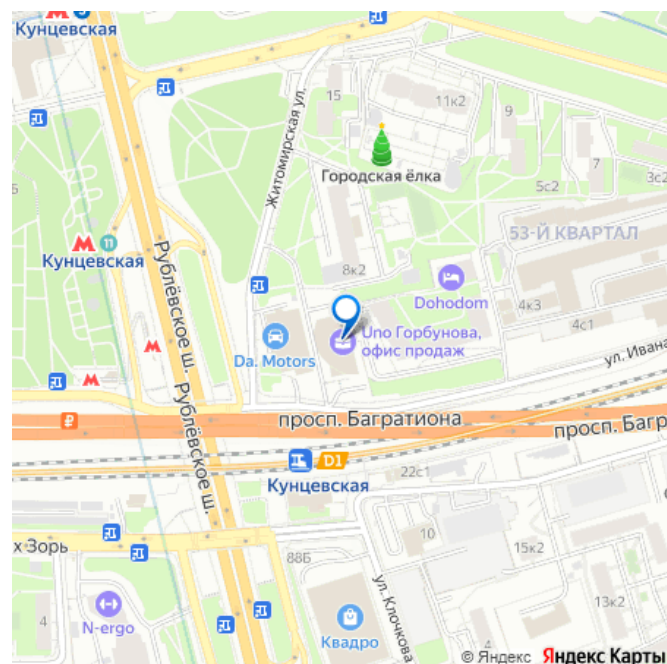 Кунцевская
Житомирская ул.
15
11к2
9
3с2
Городская ёлка
5с2
Рублёвское ш.
11
Кунцевская
53-Й КВАРТАЛ
8к2
Dohodom
4к3
4с1
Uno Горбунова,
офис продаж
Da. Motors
ул. Ивана
Рублёвское ш.
просп. Багратиона
просп. Баг
D1
Кунцевская
22с1
х Зорь
10
15к2
88Б
ул. Клочкова
13к2
4
N-ergo
Квадро
6
© Яндекс Яндекс Карты